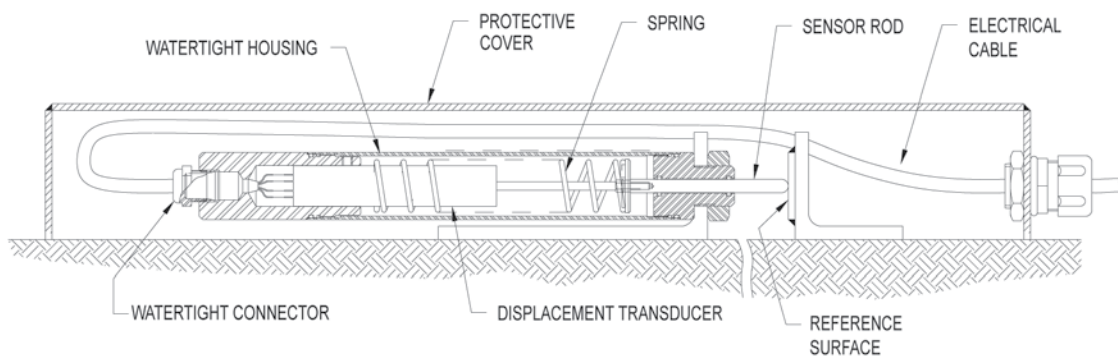 PROTECTIVE
COVER
SPRING
SENSOR ROD
ELECTRICAL
CABLE
WATERTIGHT HOUSING
WATERTIGHT CONNECTOR
DISPLACEMENT TRANSDUCER
REFERENCE
SURFACE